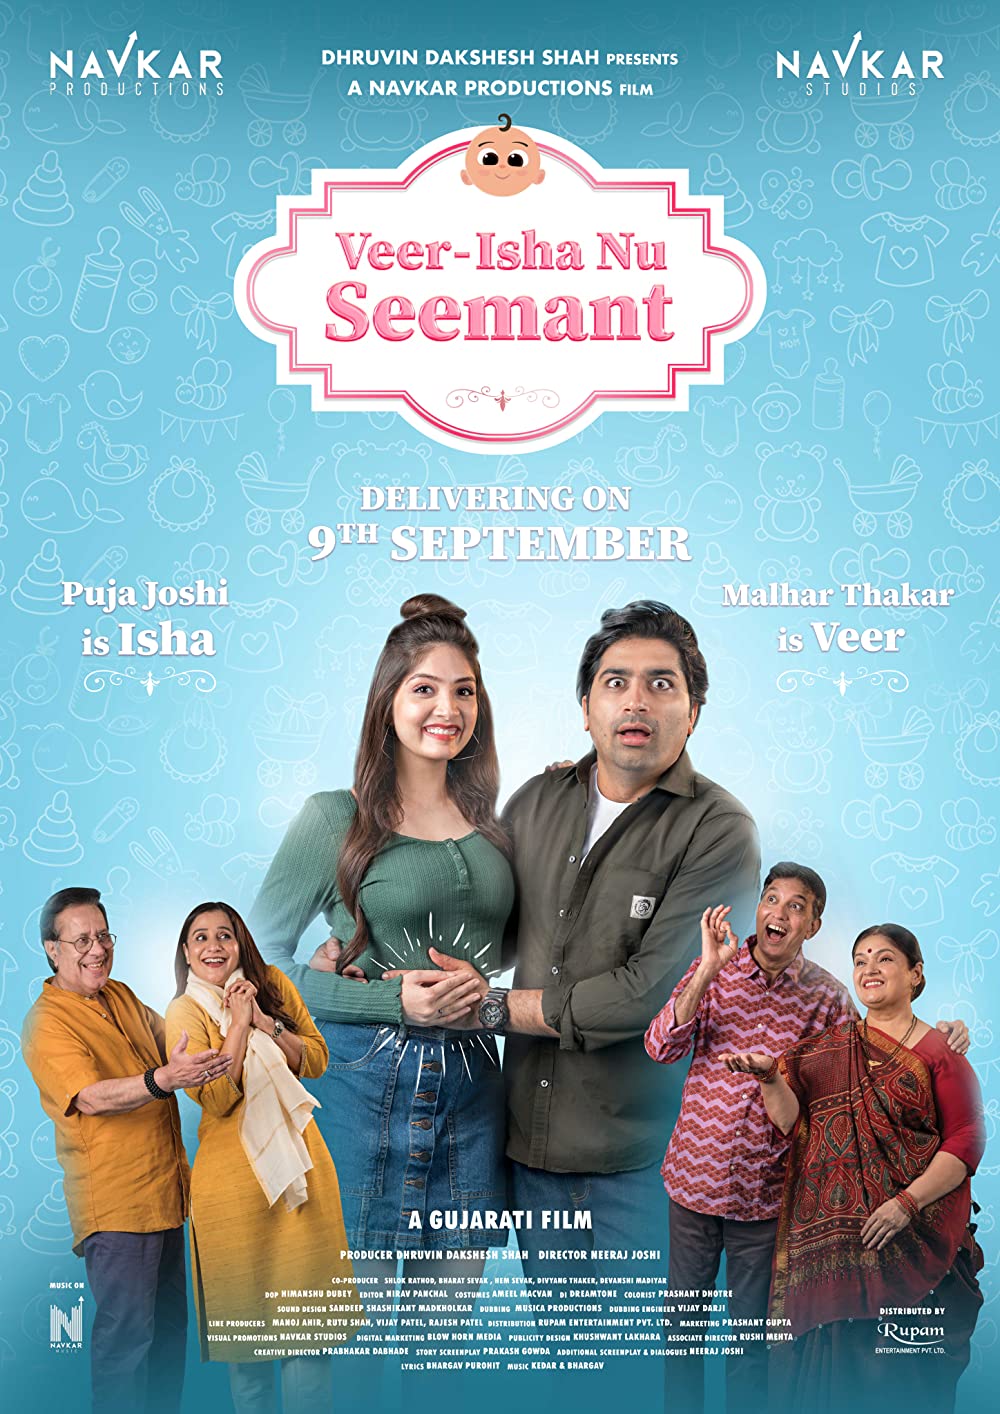 NAVKAR
PRODUCTIONS
DHRUVIN DAKSHESH SHAH PRESENTS
A NAVKAR PRODUCTIONS FILM
NAVKAR
STUDIOS
Veer-Isha Nu
Seemant
I ♥
MOM
DELIVERING ON
9TH SEPTEMBER
Puja Joshi
is Isha
Malhar Thakar
is Veer
A GUJARATI FILM
PRODUCER DHRUVIN DAKSHESH SHAH DIRECTOR NEERAJ JOSHI
CO-PRODUCER SHLOK RATHOD, BHARAT SEVAK , HEM SEVAK, DIVYANG THAKER, DEVANSHI MADIYAR
DOP HIMANSHU DUBEY EDITOR NIRAV PANCHAL COSTUMES AMEEL MACVAN DI DREAMTONE COLORIST PRASHANT DHOTRE
SOUND DESIGN SANDEEP SHASHIKANT MADKHOLKAR DUBBING MUSICA PRODUCTIONS DUBBING ENGINEER VIJAY DARJI
LINE PRODUCERS MANOJ AHIR, RUTU SHAH, VIJAY PATEL, RAJESH PATEL DISTRIBUTION RUPAM ENTERTAINMENT PVT. LTD. MARKETING PRASHANT GUPTA
VISUAL PROMOTIONS NAVKAR STUDIOS DIGITAL MARKETING BLOW HORN MEDIA PUBLICITY DESIGN KHUSHWANT LAKHARA ASSOCIATE DIRECTOR RUSHI MEHTA
CREATIVE DIRECTOR PRABHAKAR DABHADE STORY SCREENPLAY PRAKASH GOWDA ADDITIONAL SCREENPLAY & DIALOGUES NEERAJ JOSHI
LYRICS BHARGAV PUROHIT MUSIC KEDAR & BHARGAV
MUSIC ON
NAVKAR
MUSIC
DISTRIBUTED BY
Rupam
ENTERTAINMENT PVT. LTD.